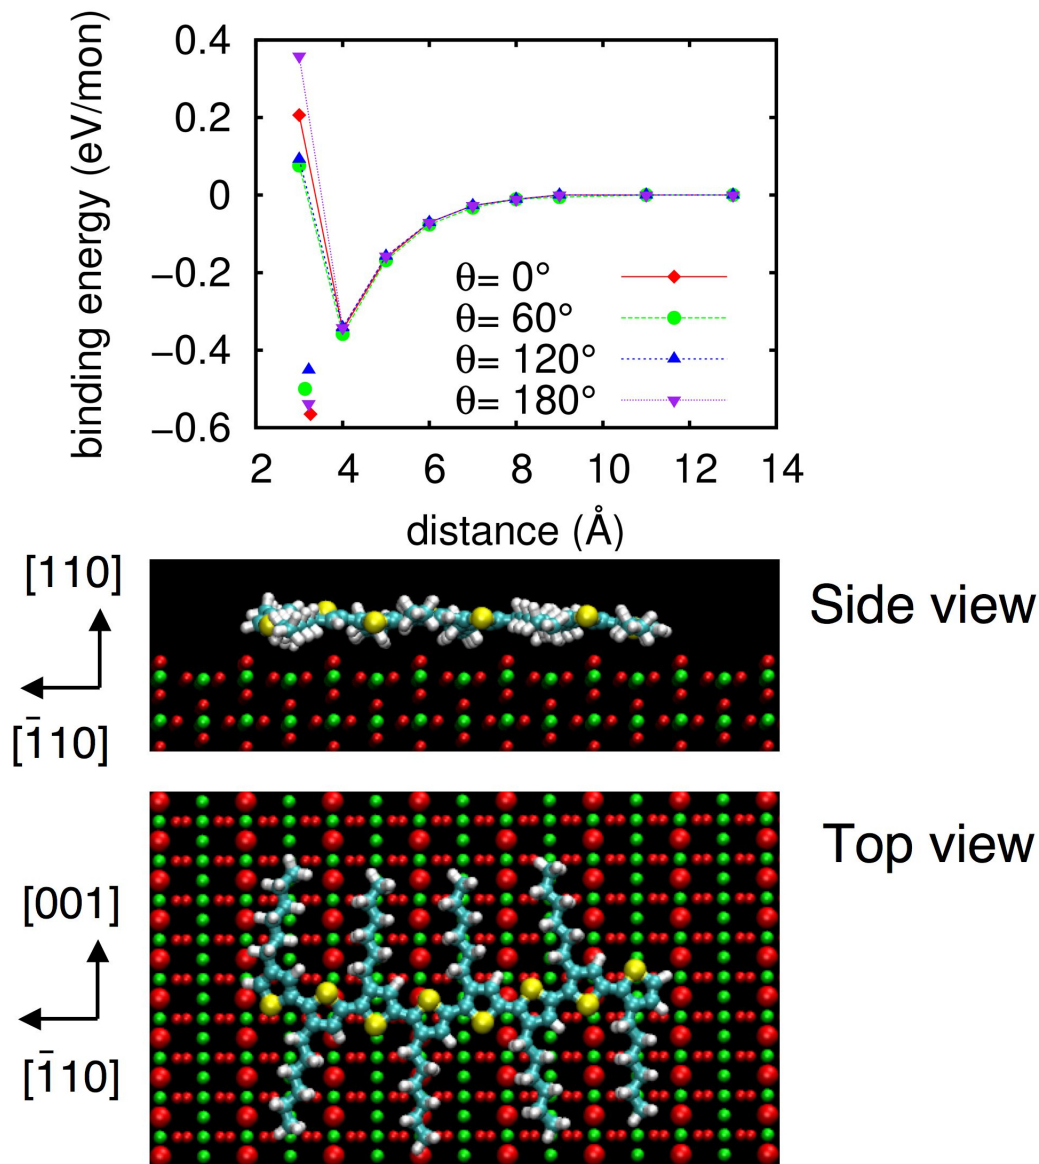 binding energy (eV/mon)
0.4
0.2
0
−0.2
−0.4
−0.6
θ= 0°
θ= 60°
θ= 120°
θ= 180°
2 4 6 8 10 12 14
distance (Å)
[110]
[1̄10]
Side view
[001]
[1̄10]
Top view